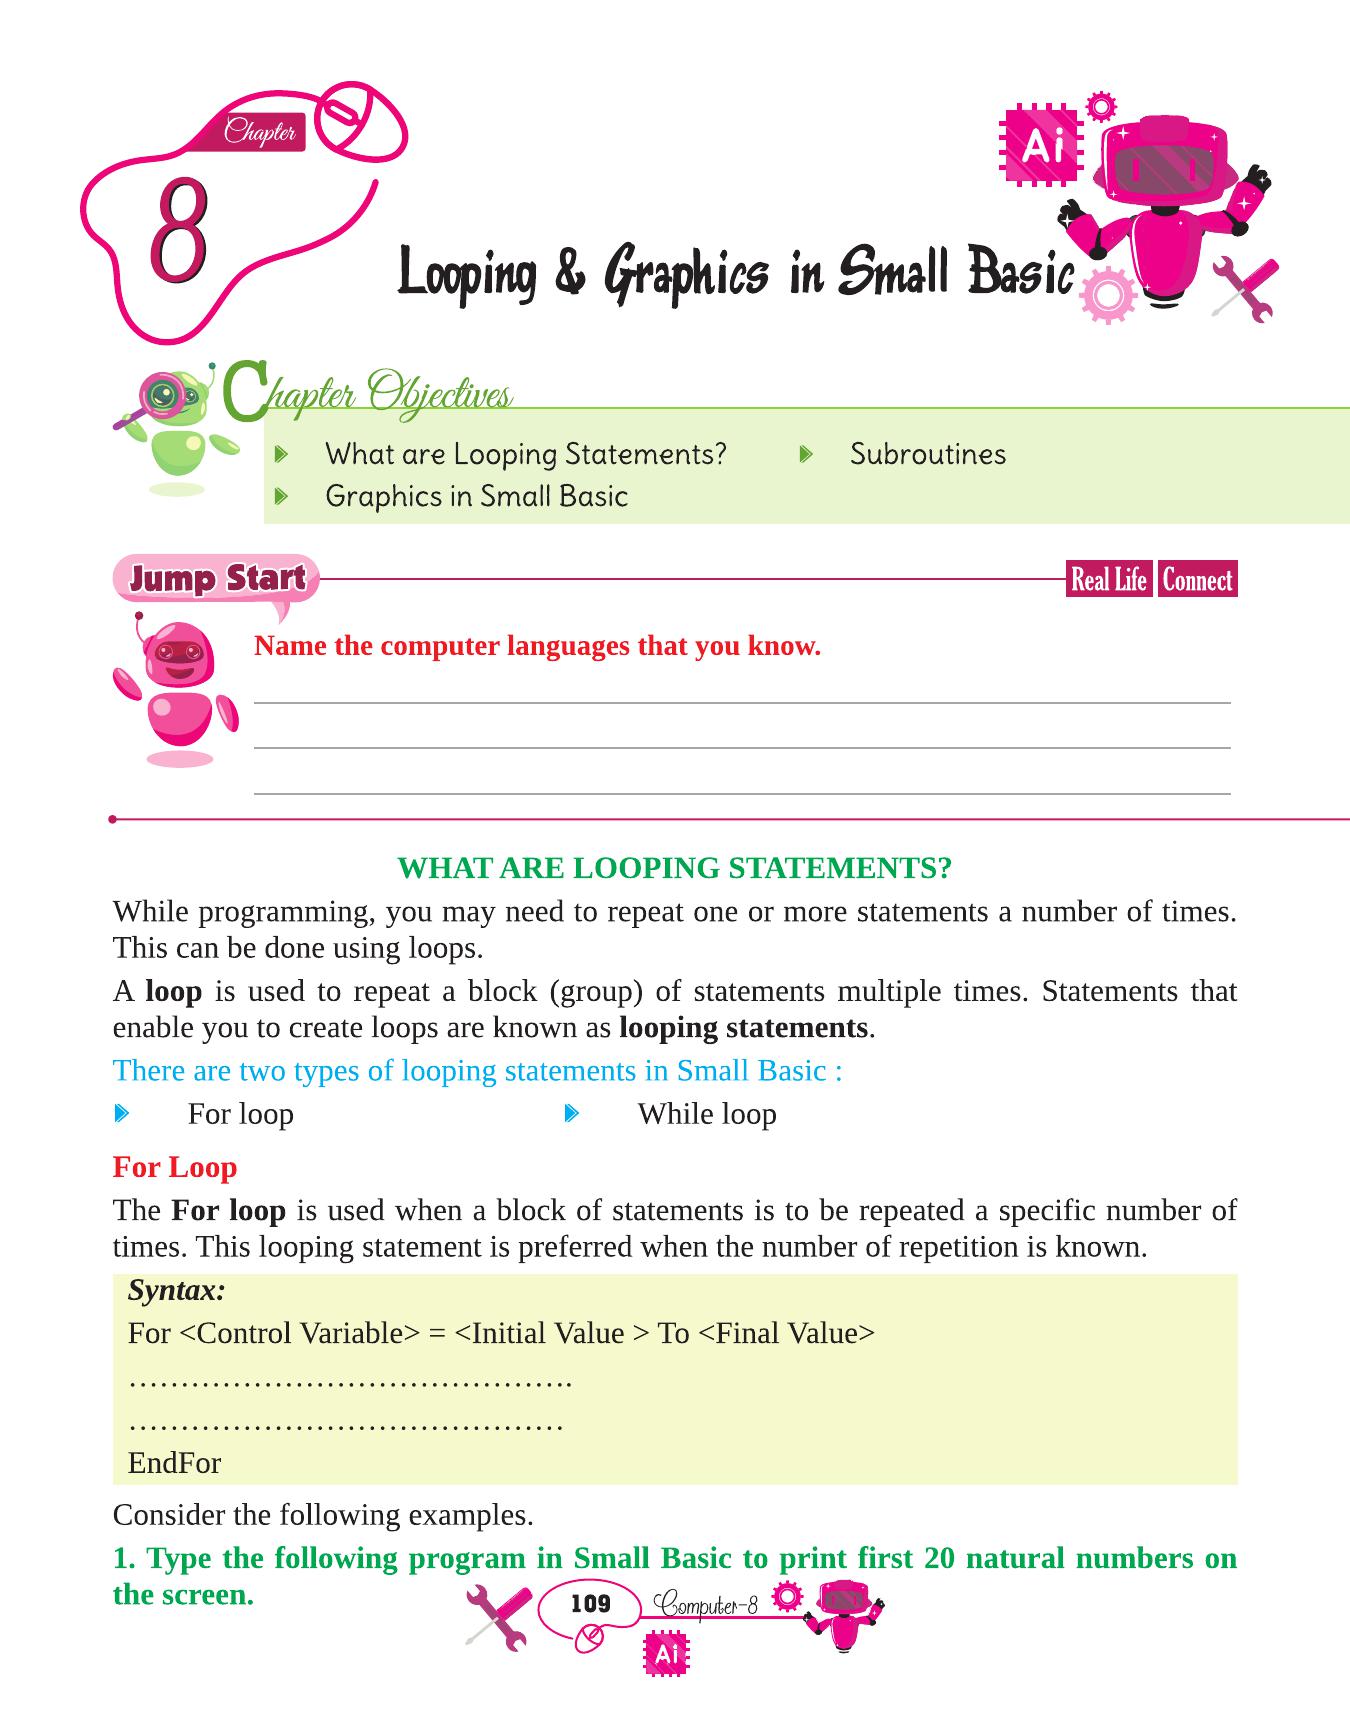 Chapter
8
Ai
Looping & Graphics in Small Basic
Chapter Objectives
What are Looping Statements?
Subroutines
Graphics in Small Basic
Jump Start
Real Life Connect
Name the computer languages that you know.
WHAT ARE LOOPING STATEMENTS?
While programming, you may need to repeat one or more statements a number of times.
This can be done using loops.
A loop is used to repeat a block (group) of statements multiple times. Statements that
enable you to create loops are known as looping statements.
There are two types of looping statements in Small Basic :
For loop
While loop
For Loop
The For loop is used when a block of statements is to be repeated a specific number of
times. This looping statement is preferred when the number of repetition is known.
Syntax:
For <Control Variable> = <Initial Value > To <Final Value>
…………………………………….
……………………………………
EndFor
Consider the following examples.
1. Type the following program in Small Basic to print first 20 natural numbers on
the screen.
109
Computer-8
Ai